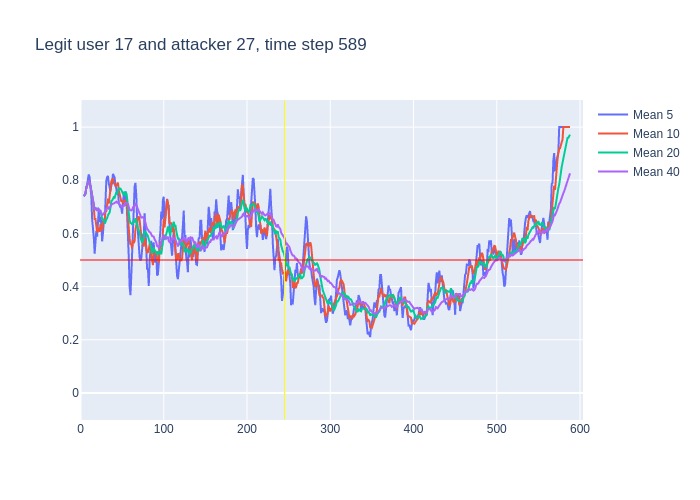 Legit user 17 and attacker 27, time step 589
Mean 5
Mean 10
Mean 20
Mean 40
1
0.8
0.6
0.4
0.2
0
0 100 200 300 400 500 600